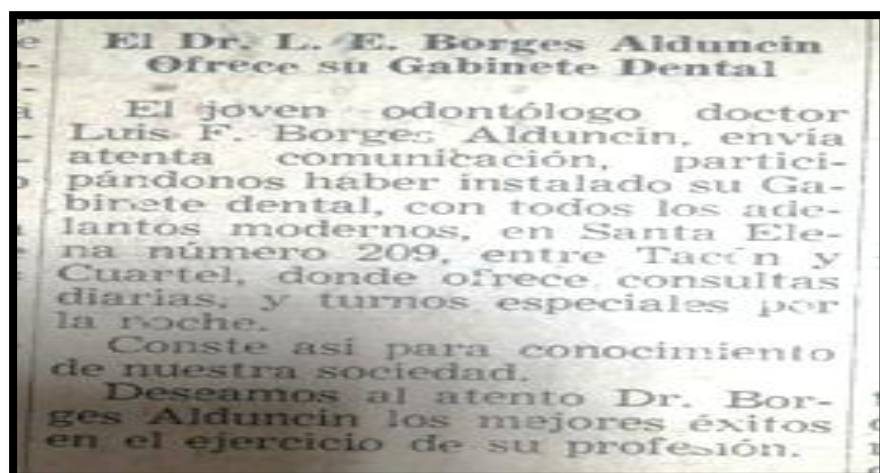 El Dr. L. E. Borges Alduncin
Ofrece su Gabinete Dental
El joven odontólogo doctor
Luis F. Borges Alduncin, envía
atenta comunicación, partici-
pándonos haber instalado su Ga-
binete dental, con todos los ade-
lantos modernos, en Santa Ele-
na número 209, entre Tacón y
Cuartel, donde ofrece consultas
diarias, y turnos especiales por
la noche.
Conste asi para conocimiento
de nuestra sociedad.
Deseamos al atento Dr. Bor-
ges Alduncin los mejores éxitos
en el ejercicio de su profesión.